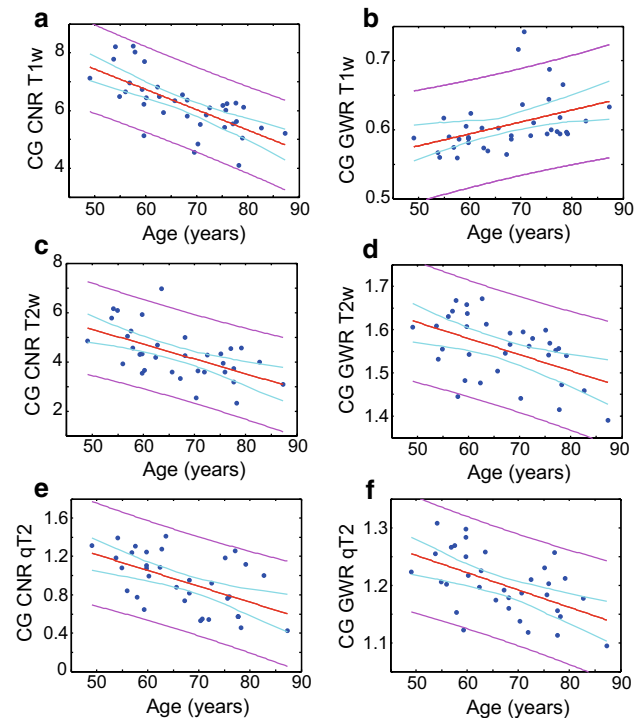 a
b
CG CNR T1w
8
6
4
50 60 70 80 90
Age (years)
CG GWR T1w
0.7
0.6
0.5
50 60 70 80 90
Age (years)
c
d
CG CNR T2w
8
6
4
2
50 60 70 80 90
Age (years)
CG GWR T2w
1.7
1.6
1.5
1.4
50 60 70 80 90
Age (years)
e
f
CG CNR qT2
1.6
1.2
0.8
0.4
0
50 60 70 80 90
Age (years)
CG GWR qT2
1.3
1.2
1.1
50 60 70 80 90
Age (years)